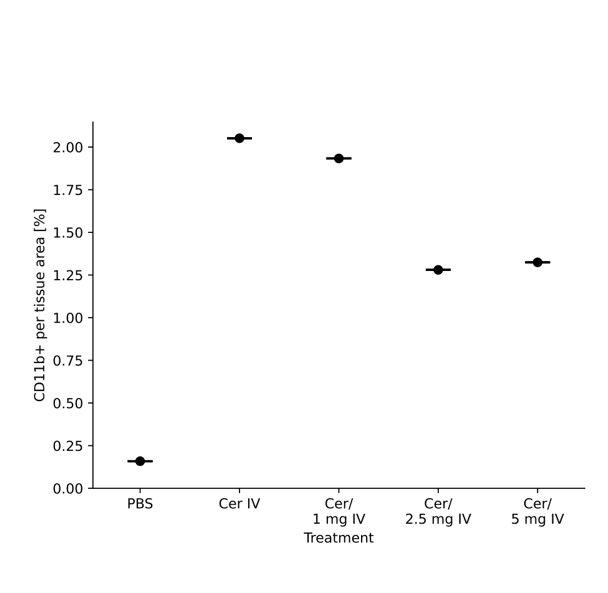 CD11b+ per tissue area [%]
2.00
1.75
1.50
1.25
1.00
0.75
0.50
0.25
0.00
PBS
Cer IV
Cer/
1 mg IV
Cer/
2.5 mg IV
Cer/
5 mg IV
Treatment